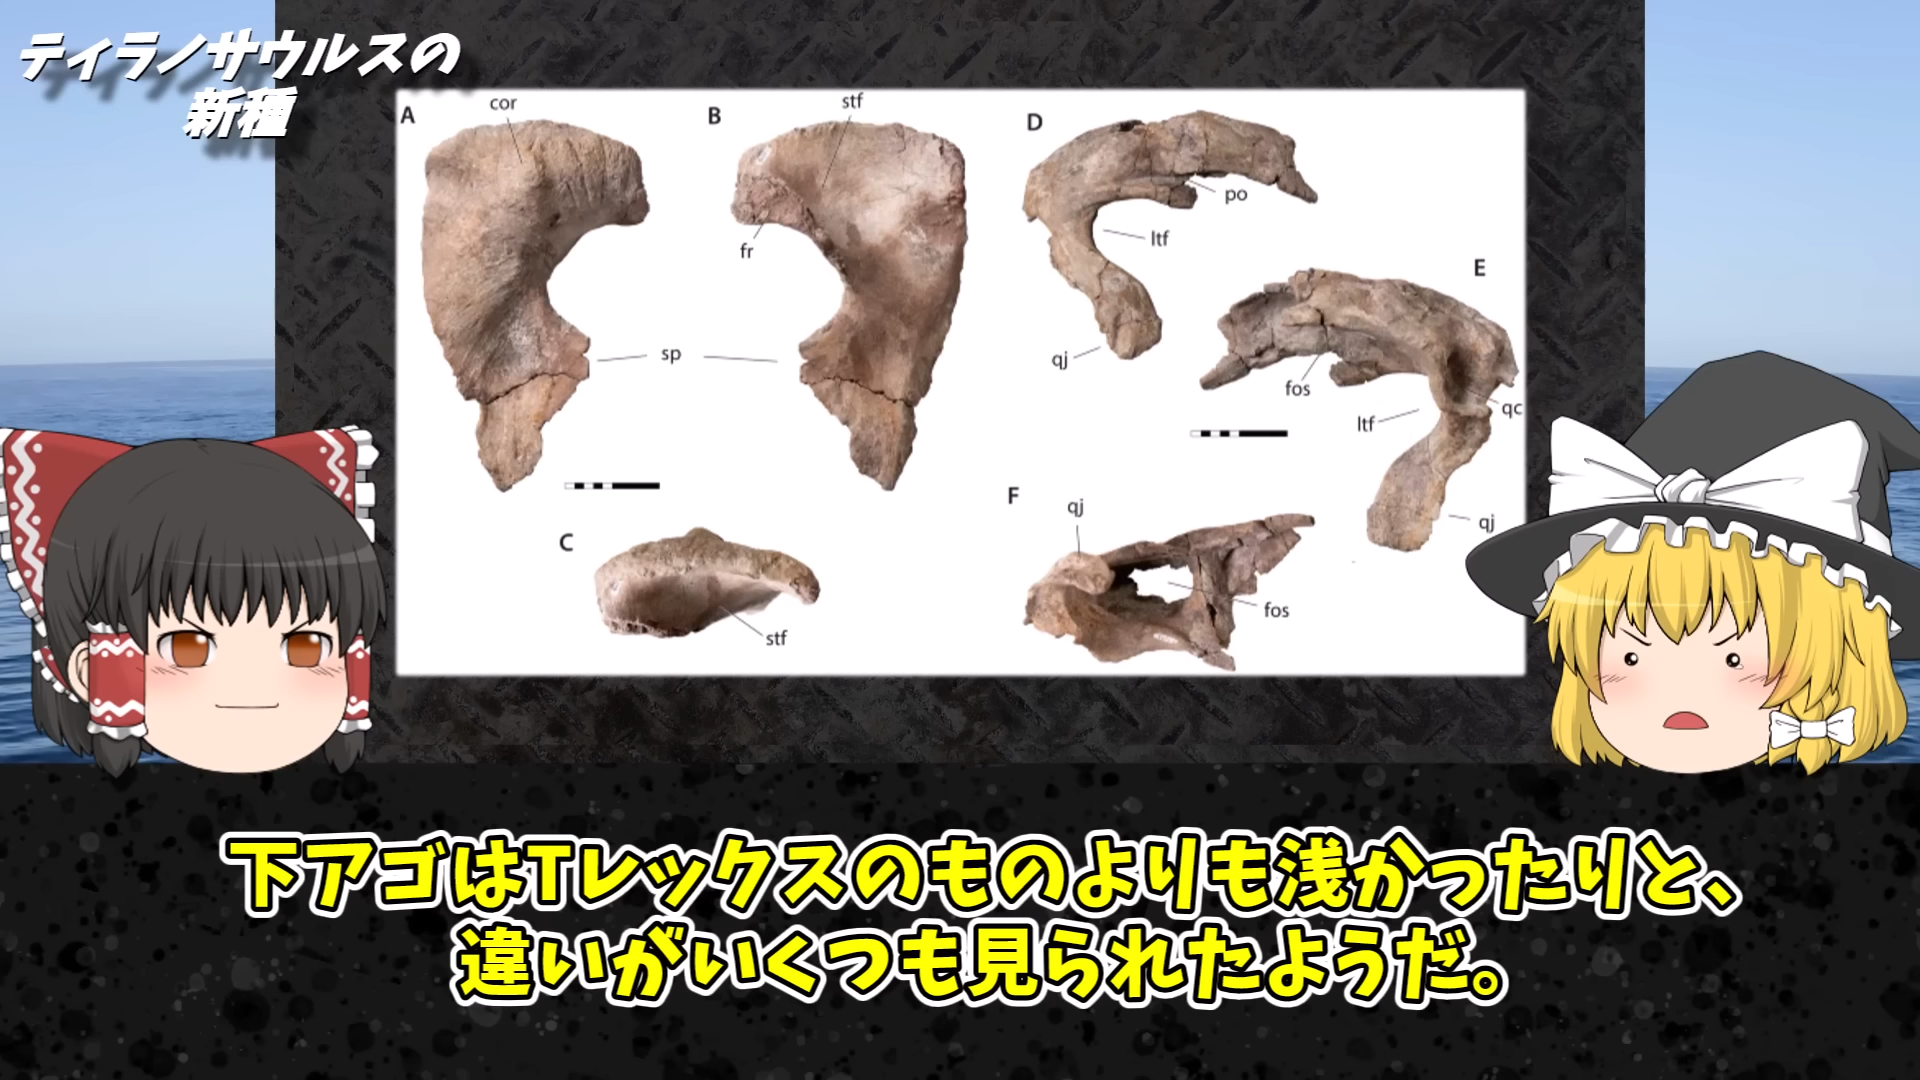 ティラノサウルスの
新種
A
cor
B
stf
D
po
ltf
fr
E
sp
qj
fos
qc
ltf
F
qj
qj
C
fos
stf
下アゴはTレックスのものよりも浅かったりと、
違いがいくつも見られたようだ。